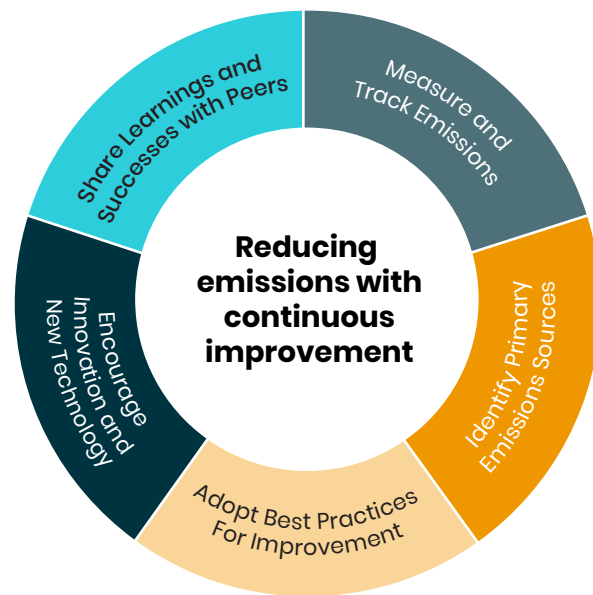 Reducing
emissions with
continuous
improvement
Measure and
Track Emissions
Identify Primary
Emissions Sources
Adopt Best Practices
For Improvement
Encourage
Innovation and
New Technology
Share Learnings and
Successes with Peers